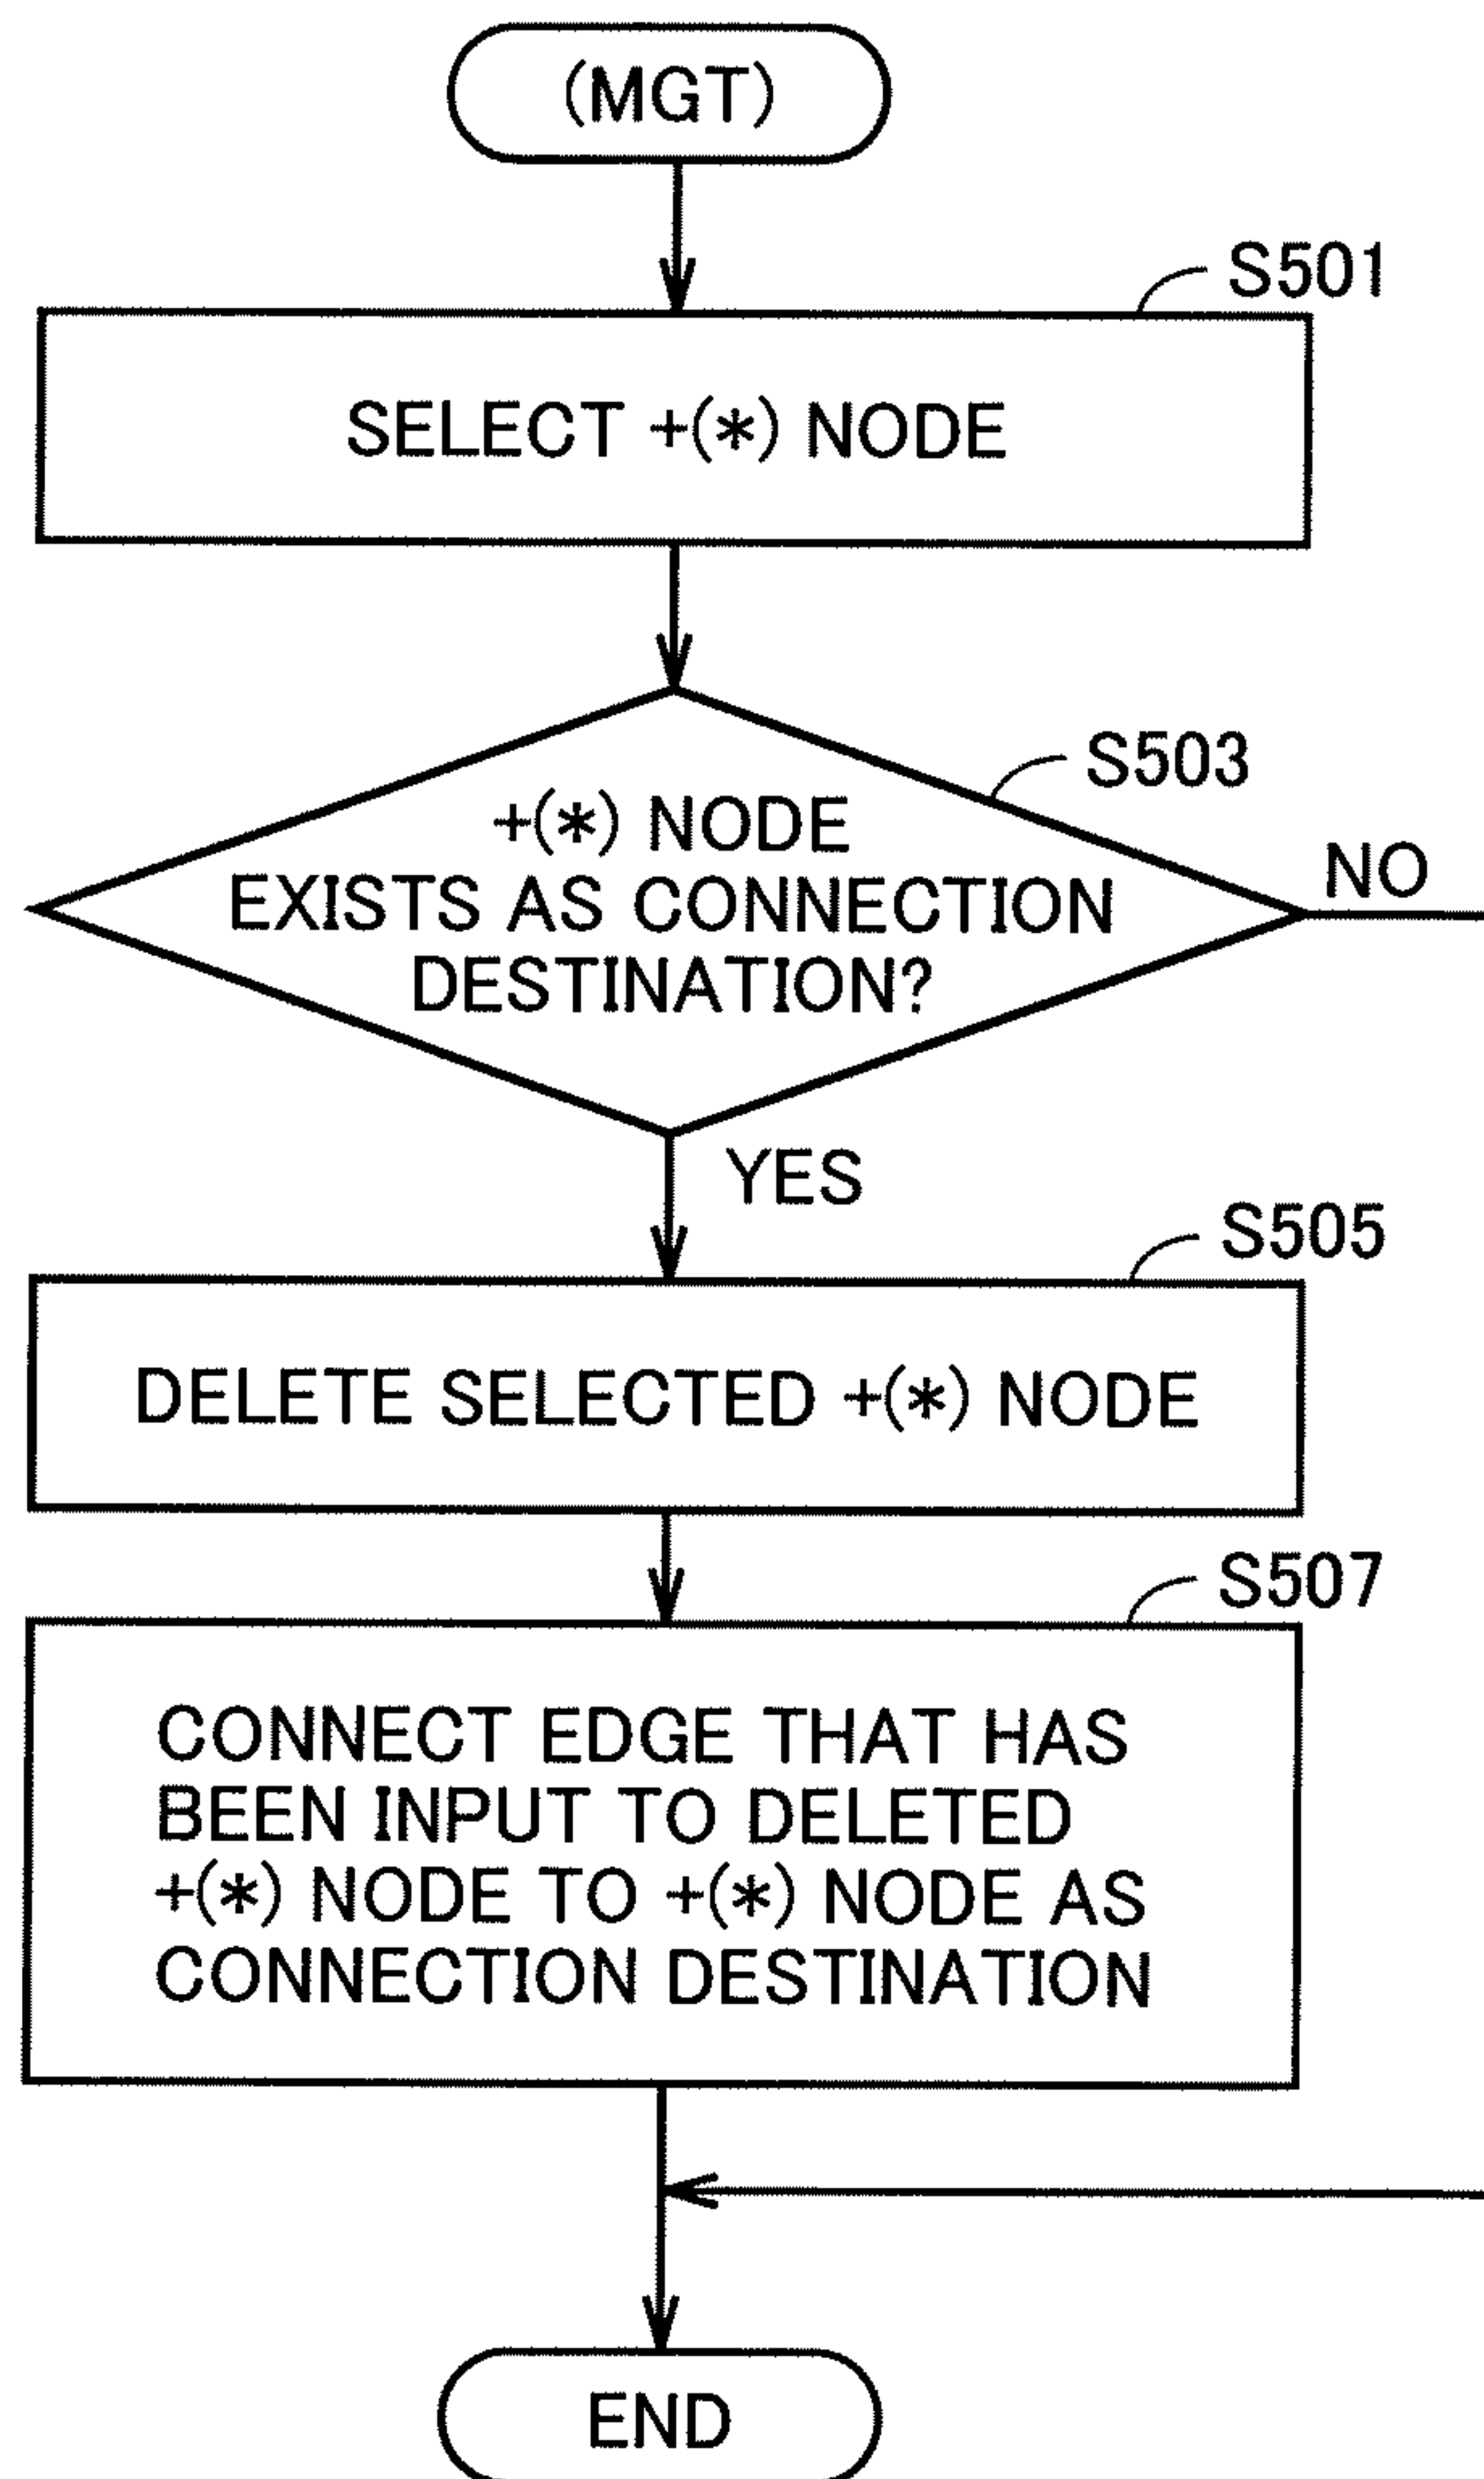 (MGT)
S501
SELECT +(*) NODE
S503
+(*) NODE
EXISTS AS CONNECTION
DESTINATION?
NO
YES
S505
DELETE SELECTED +(*) NODE
S507
CONNECT EDGE THAT HAS
BEEN INPUT TO DELETED
+(*) NODE TO +(*) NODE AS
CONNECTION DESTINATION
END